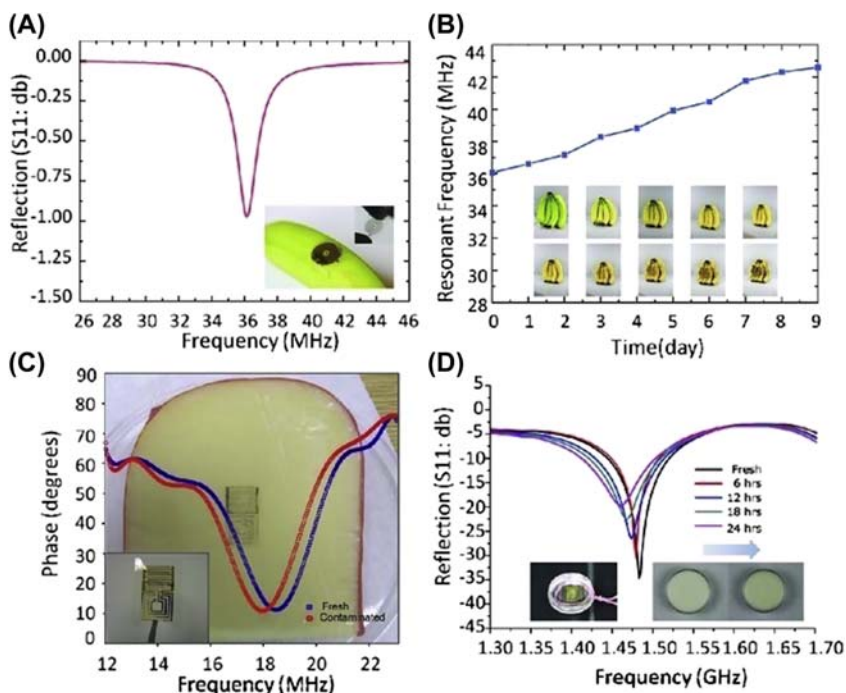 (A)
0.00
-0.25
-0.50
-0.75
-1.00
-1.25
-1.50
Reflection (S11: db)
26 28 30 32 34 36 38 40 42 44 46
Frequency (MHz)
(B)
44
42
40
38
36
34
32
30
28
Resonant Frequency (MHz)
0 1 2 3 4 5 6 7 8 9
Time(day)
(C)
90
80
70
60
50
40
30
20
10
0
Phase (degrees)
Fresh
Contaminated
12 14 16 18 20 22
Frequency (MHz)
(D)
5
0
-5
-10
-15
-20
-25
-30
-35
-40
-45
Reflection (S11: db)
Fresh
6 hrs
12 hrs
18 hrs
24 hrs
1.30 1.35 1.40 1.45 1.50 1.55 1.60 1.65 1.70
Frequency (GHz)